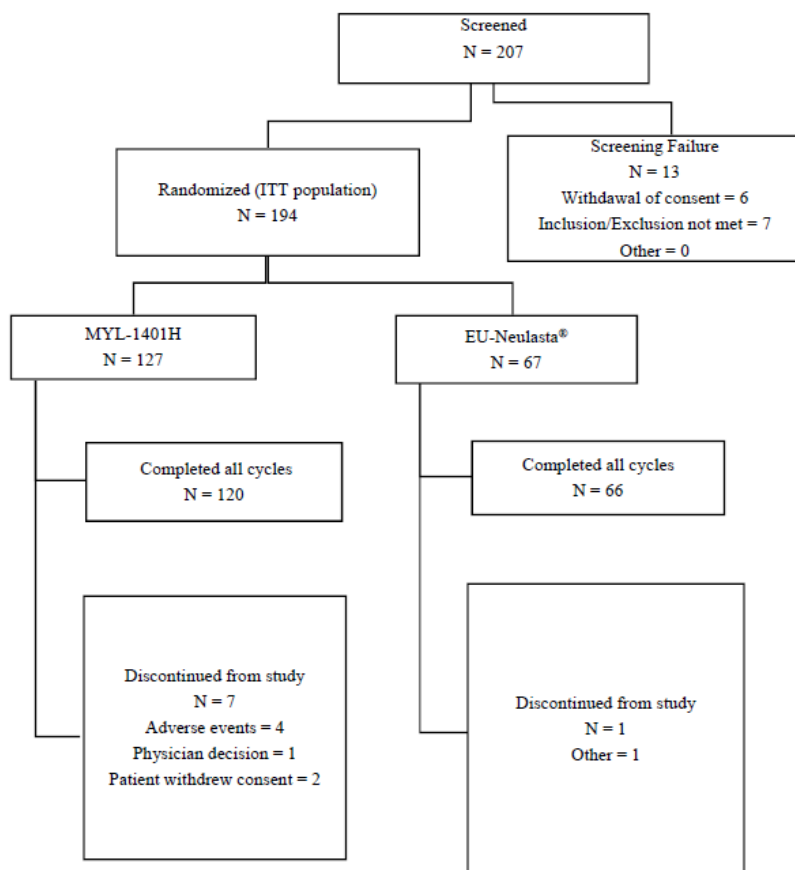 Screened
N = 207
Screening Failure
N = 13
Withdawal of consent = 6
Inclusion/Exclusion not met = 7
Other = 0
Randomized (ITT population)
N = 194
MYL-1401H
N = 127
EU-Neulasta®
N = 67
Completed all cycles
N = 120
Completed all cycles
N = 66
Discontinued from study
N = 7
Adverse events = 4
Physician decision = 1
Patient withdrew consent = 2
Discontinued from study
N = 1
Other = 1